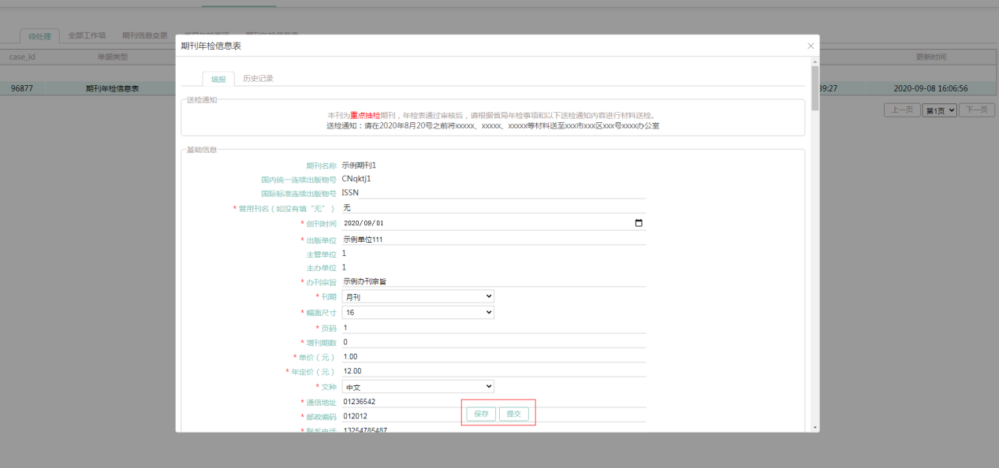 待处理 全部工作项 期刊信息变更
case_id 单据类型 更新时间
96877 期刊年检信息表 39:27 2020-09-08 16:06:56
上一页 第1页 下一页
期刊年检信息表
填报 历史记录
送检通知
本刊为重点抽检期刊，年检表通过审核后，请根据省局年检事项和以下送检通知内容进行材料送检。
送检通知：请在2020年8月20号之前将xxxxx、xxxxx、xxxxx等材料送至xxx市xxx区xxx号xxxx办公室
基础信息
期刊名称 示例期刊1
国内统一连续出版物号 CNqktj1
国际标准连续出版物号 ISSN
* 曾用刊名（如没有填“无”） 无
* 创刊时间 2020/09/01
* 出版单位 示例单位111
主管单位 1
主办单位 1
* 办刊宗旨 示例办刊宗旨
* 刊期 月刊
* 幅面尺寸 16
* 页码 1
* 增刊期数 0
* 单价（元） 1.00
* 年定价（元） 12.00
* 文种 中文
* 通信地址 01236542
* 邮政编码 012012
保存 提交
* 联系电话 13254785487